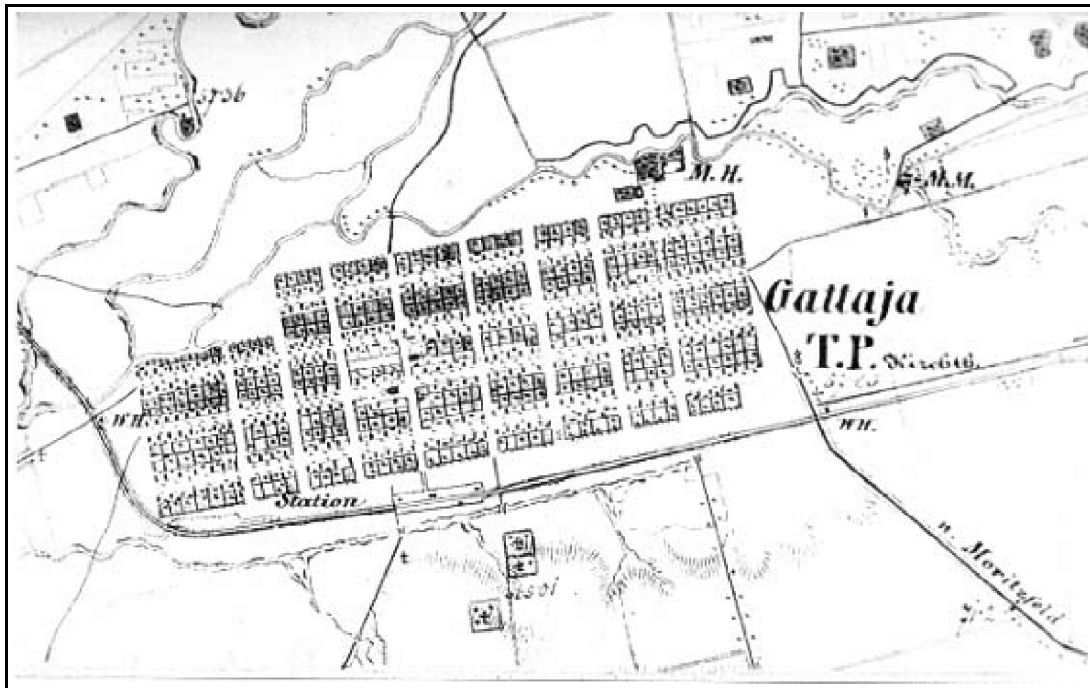 M.H.
M.M.
Gattaja
T.P.
W.H.
W.H.
Station
t
t
t
t
n. Moritzfeld